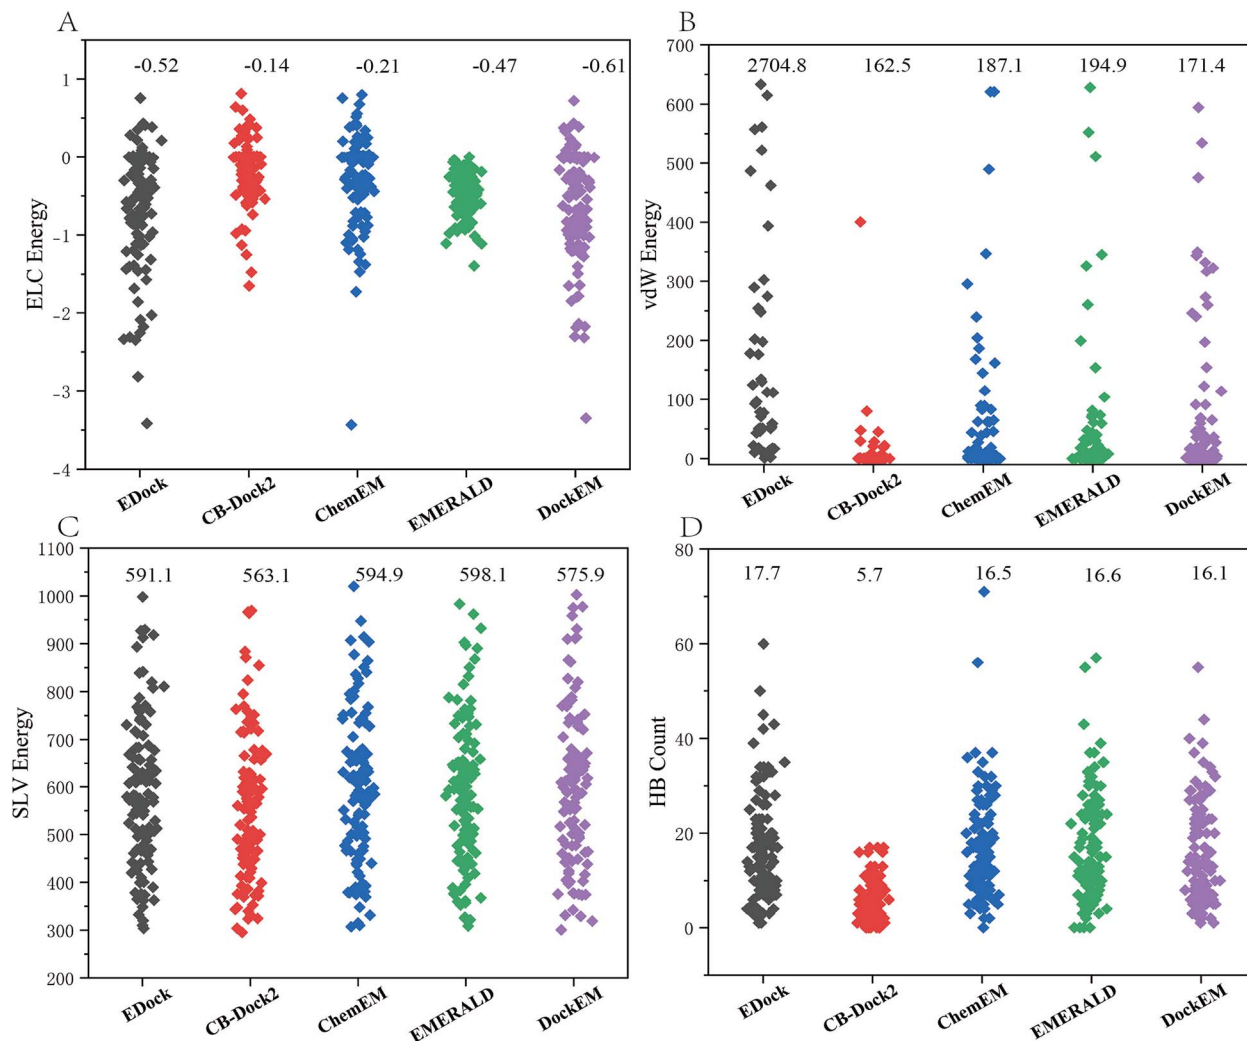 A
-0.52 -0.14 -0.21 -0.47 -0.61
1
0
-1
-2
-3
-4
ELC Energy
EDock CB-Dock2 ChemEM EMERALD DockEM
B
2704.8 162.5 187.1 194.9 171.4
700
600
500
400
300
200
100
0
vdW Energy
EDock CB-Dock2 ChemEM EMERALD DockEM
C
591.1 563.1 594.9 598.1 575.9
1100
1000
900
800
700
600
500
400
300
200
SLV Energy
EDock CB-Dock2 ChemEM EMERALD DockEM
D
17.7 5.7 16.5 16.6 16.1
80
60
40
20
0
HB Count
EDock CB-Dock2 ChemEM EMERALD DockEM